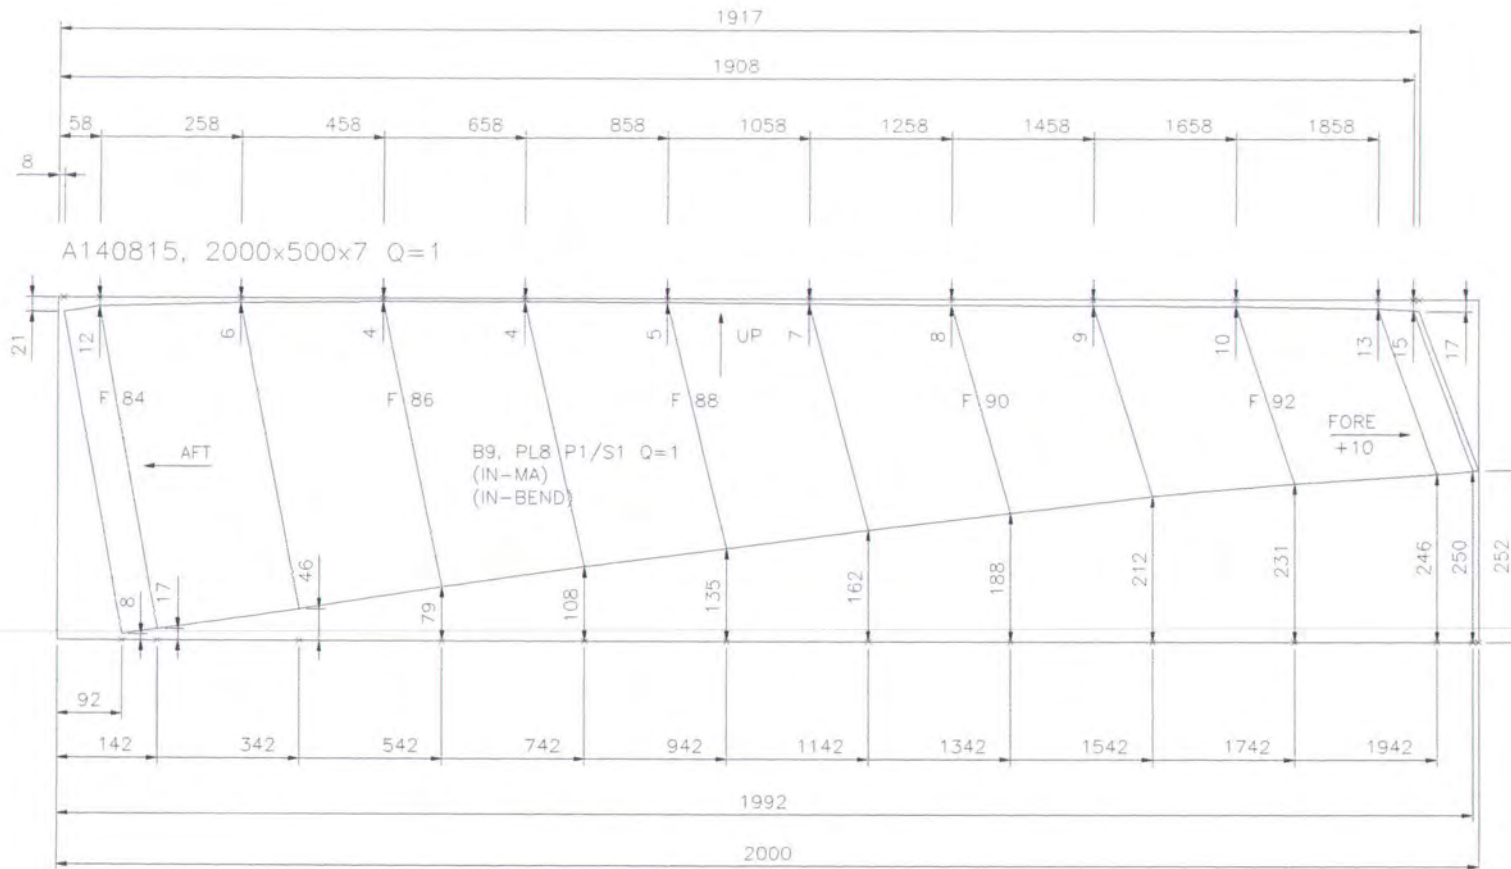 1917
1908
58 258 458 658 858 1058 1258 1458 1658 1858
8
A140815, 2000x500x7 Q=1
21 12 6 4 4 5 UP 7 8 9 10 13 15 17
F 84 F 86 F 88 F 90 F 92
FORE
+10
AFT
B9, PL8 P1/S1 Q=1
(IN-MA)
(IN-BEND)
8 17 46 79 108 135 162 188 212 231 246 250 252
92
142 342 542 742 942 1142 1342 1542 1742 1942
1992
2000